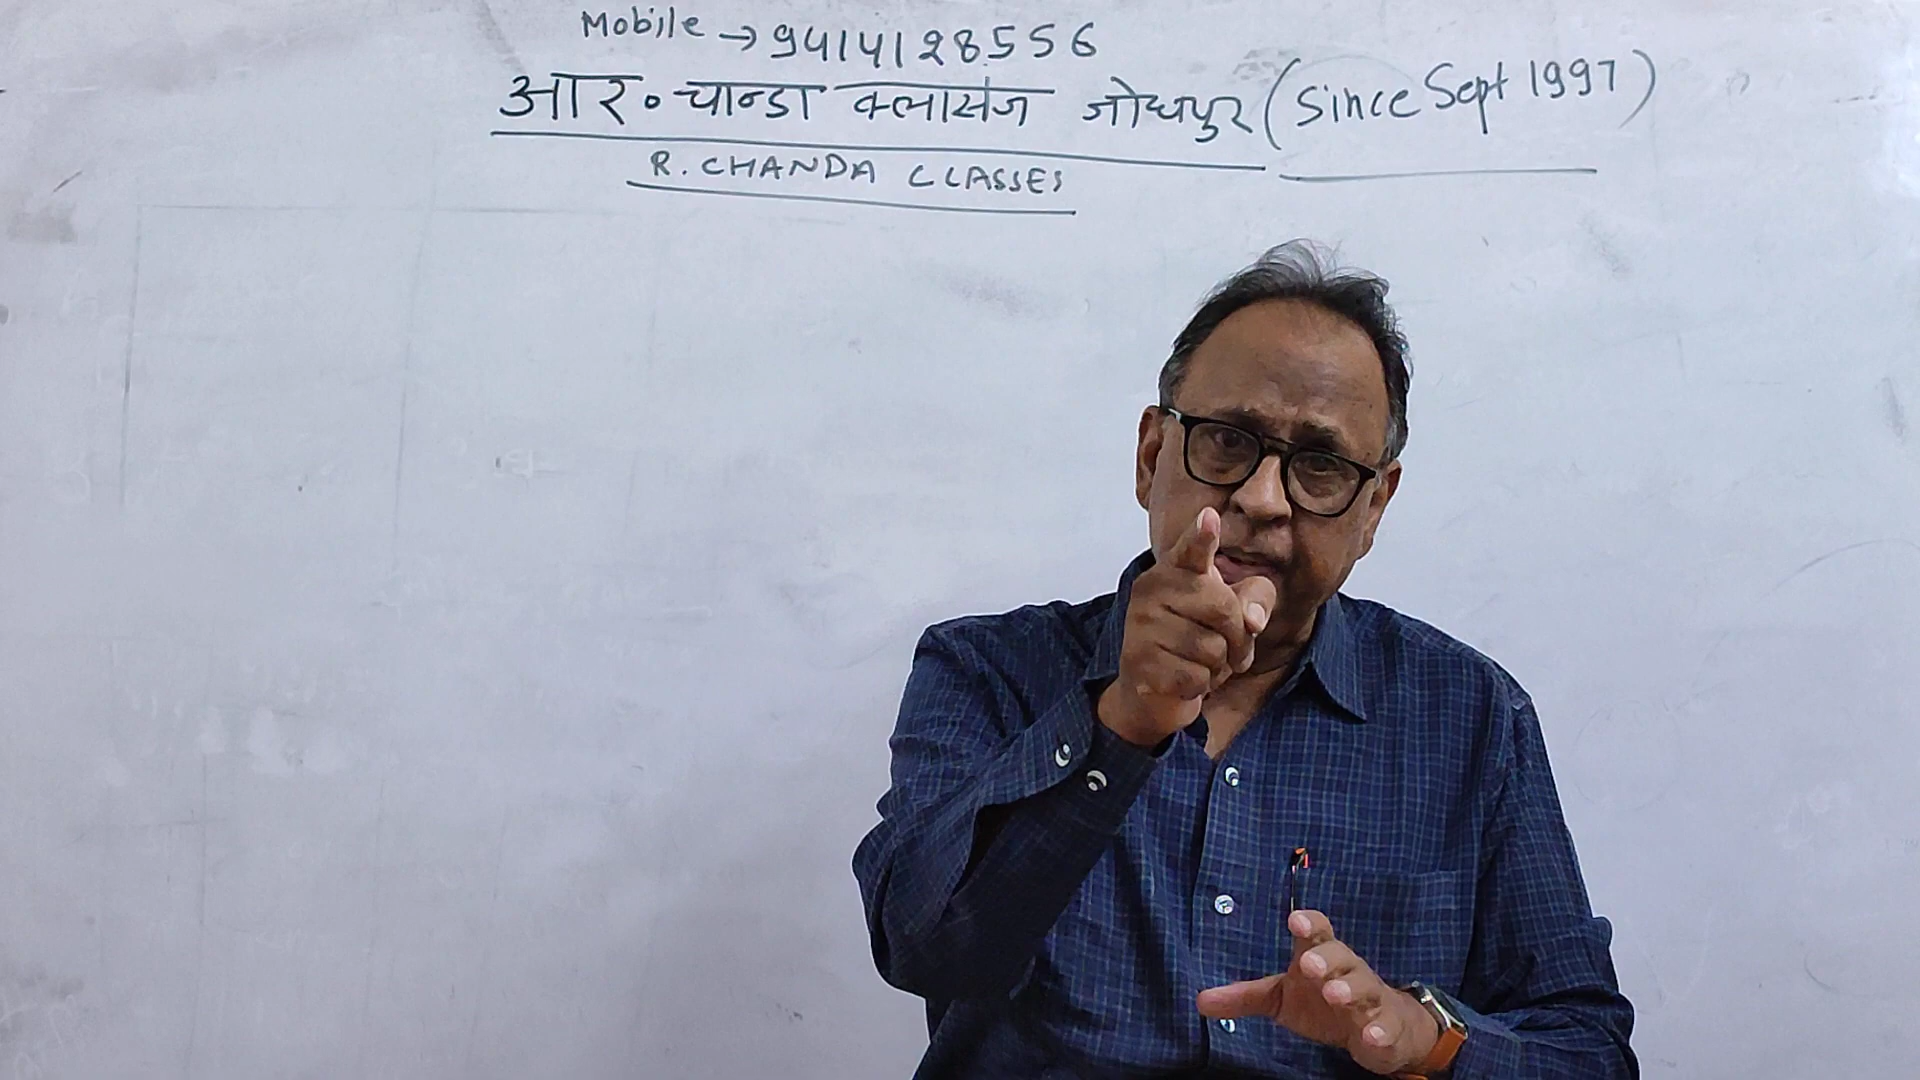 Mobile → 9414128556
आर॰ चान्डा क्लासेज जोधपुर (Since Sept 1997)
R. CHANDA CLASSES